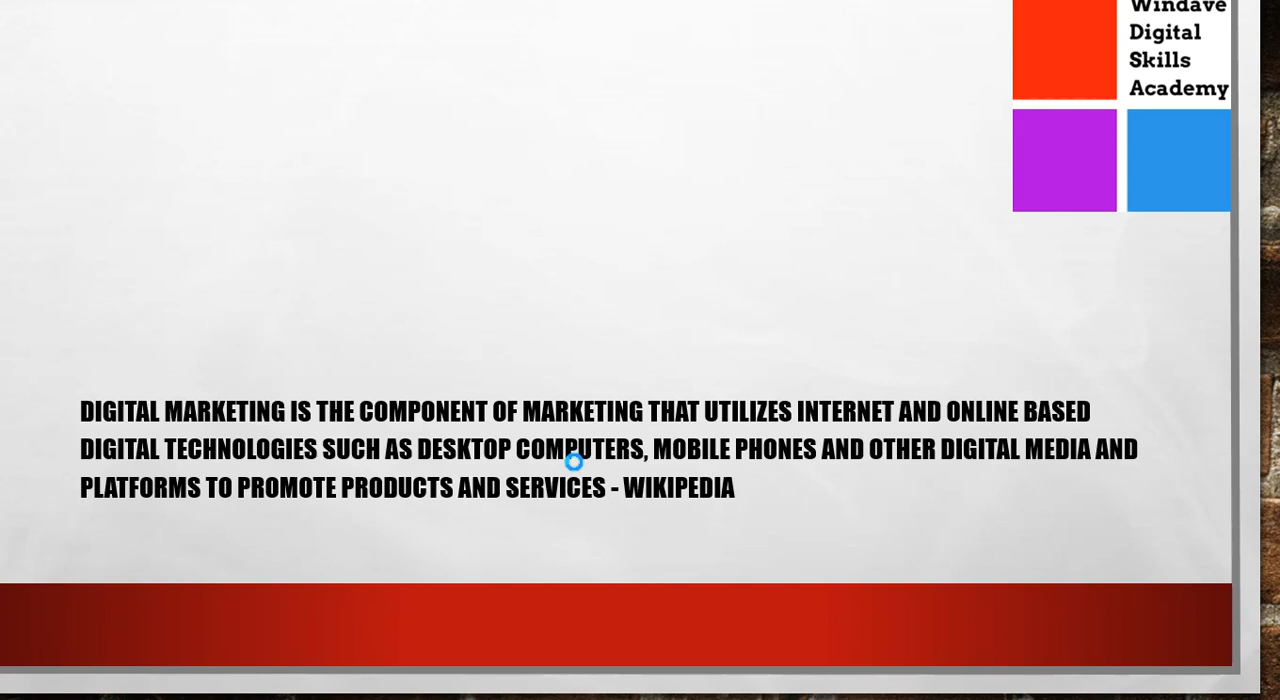 Windave
Digital
Skills
Academy
DIGITAL MARKETING IS THE COMPONENT OF MARKETING THAT UTILIZES INTERNET AND ONLINE BASED
DIGITAL TECHNOLOGIES SUCH AS DESKTOP COMPUTERS, MOBILE PHONES AND OTHER DIGITAL MEDIA AND
PLATFORMS TO PROMOTE PRODUCTS AND SERVICES - WIKIPEDIA